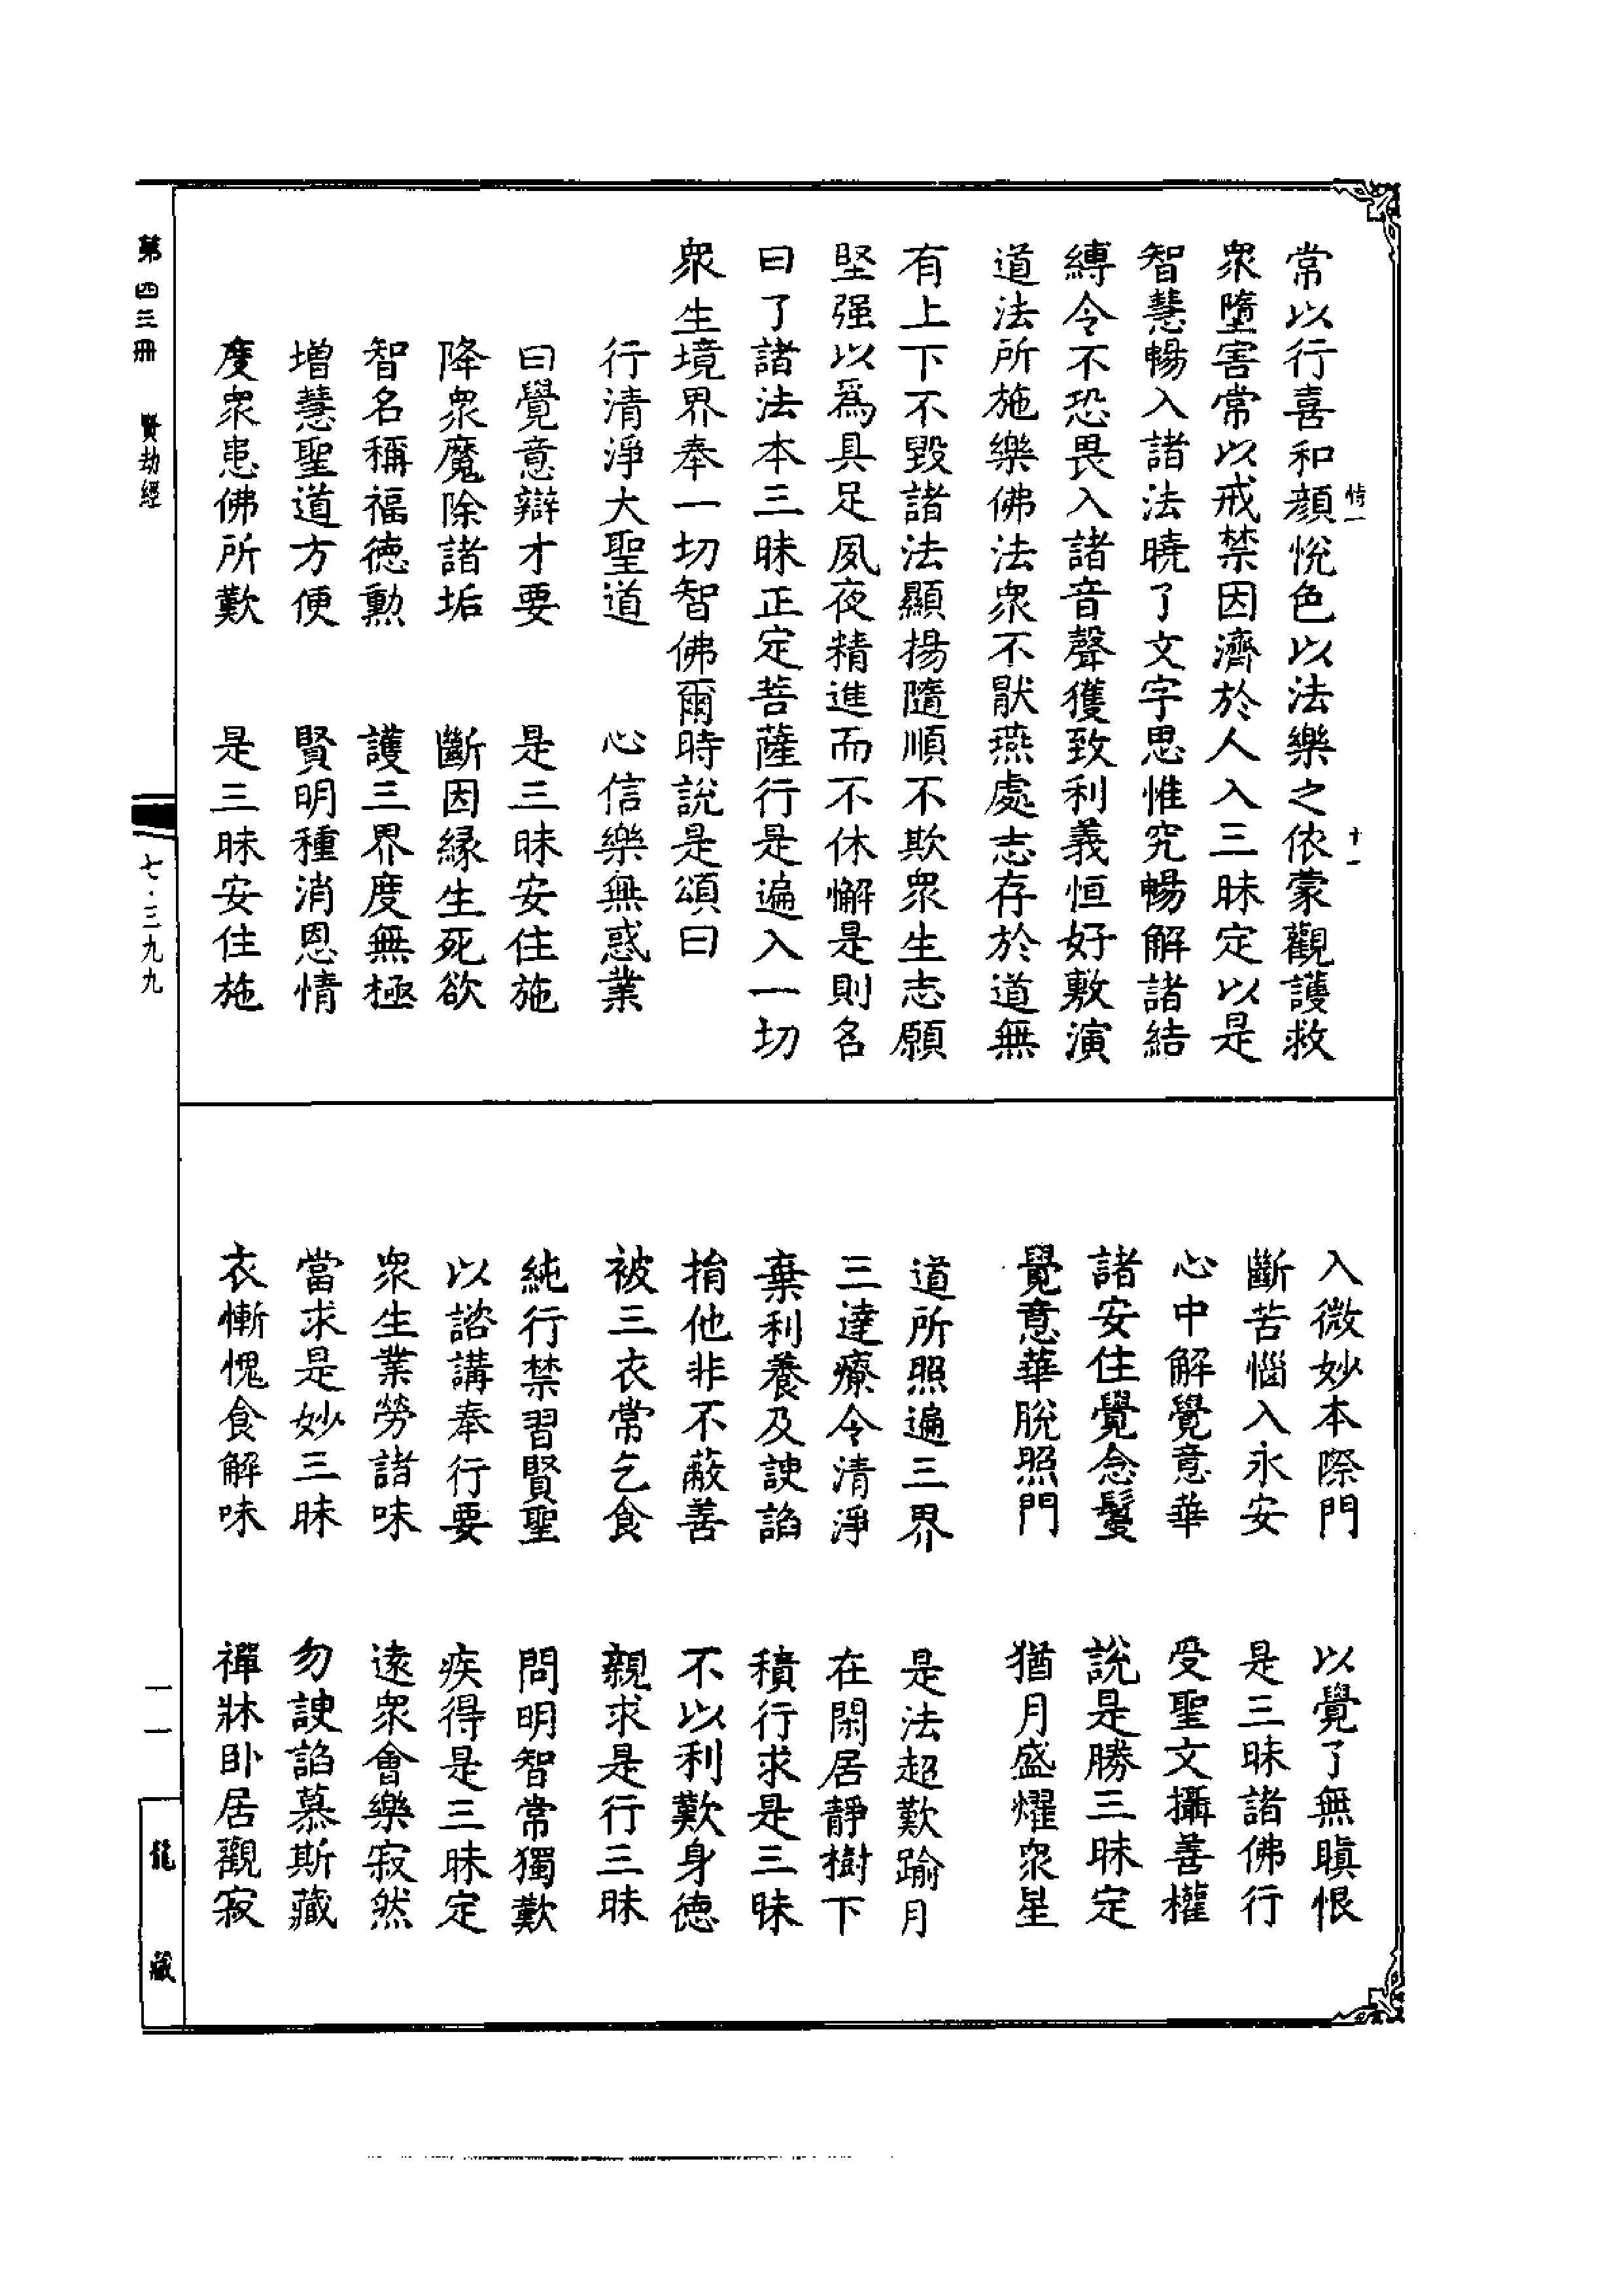 常以行喜和顔悅色以法樂之依蒙觀護救
衆墮害常以戒禁因濟於人入三昧定以是
智慧暢入諸法曉了文字思惟究暢解諸結
縛令不恐畏入諸音聲獲致利義恒好敷演
道法所施樂佛法衆不猒燕處志存於道無
有上下不毀諸法顯揚隨順不欺衆生志願
堅强以爲具足夙夜精進而不休懈是則名
曰了諸法本三昧正定菩薩行是遍入一切
衆生境界奉一切智佛爾時說是頌曰
行清淨大聖道　心信樂無惑業
曰覺意辯才要　是三昧安住施
降衆魔除諸垢　斷因緣生死欲
智名稱福德勳　護三界度無極
增慧聖道方便　賢明種消恩情
度衆患佛所歎　是三昧安住施
入微妙本際門　以覺了無瞋恨
斷苦惱入永安　是三昧諸佛行
心中解覺意華　受聖文攝善權
諸安住覺念鬘　說是勝三昧定
覺意華脫照門　猶月盛燿衆星
道所照遍三界　是法超歎踰月
三達療令清淨　在閑居靜樹下
棄利養及諛諂　積行求是三昧
捐他非不蔽善　不以利歎身德
被三衣常乞食　親求是行三昧
純行禁習賢聖　問明智常獨歎
以諮講奉行要　疾得是三昧定
衆生業勞諸味　遠衆會樂寂然
當求是妙三昧　勿諛諂慕斯藏
衣慚愧食解味　禪牀卧居觀寂
情一
十一
第四三冊　賢劫經
七·三九九
一一
龍藏